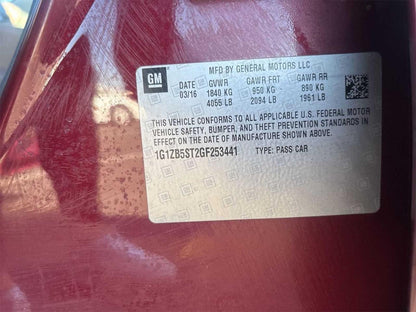 GM
MFD BY GENERAL MOTORS LLC
DATE GVWR GAWR FRT GAWR RR
03/16 1840 KG 950 KG 890 KG
4056 LB 2094 LB 1961 LB
THIS VEHICLE CONFORMS TO ALL APPLICABLE U.S. FEDERAL MOTOR
VEHICLE SAFETY, BUMPER, AND THEFT PREVENTION STANDARDS IN
EFFECT ON THE DATE OF MANUFACTURE SHOWN ABOVE.
1G1ZB5ST2GF253441 TYPE: PASS CAR